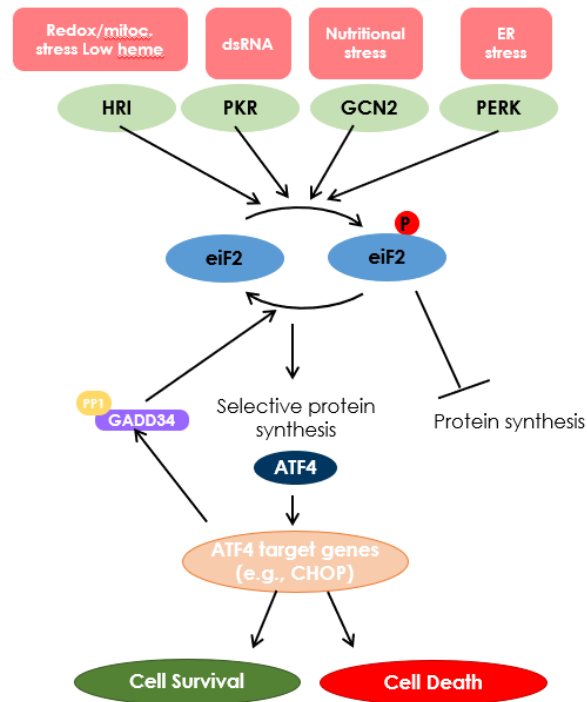 Redox/mitoc.
stress Low heme
dsRNA
Nutritional
stress
ER
stress
HRI
PKR
GCN2
PERK
P
eiF2
eiF2
PP1
GADD34
Selective protein
synthesis
Protein synthesis
ATF4
ATF4 target genes
(e.g., CHOP)
Cell Survival
Cell Death